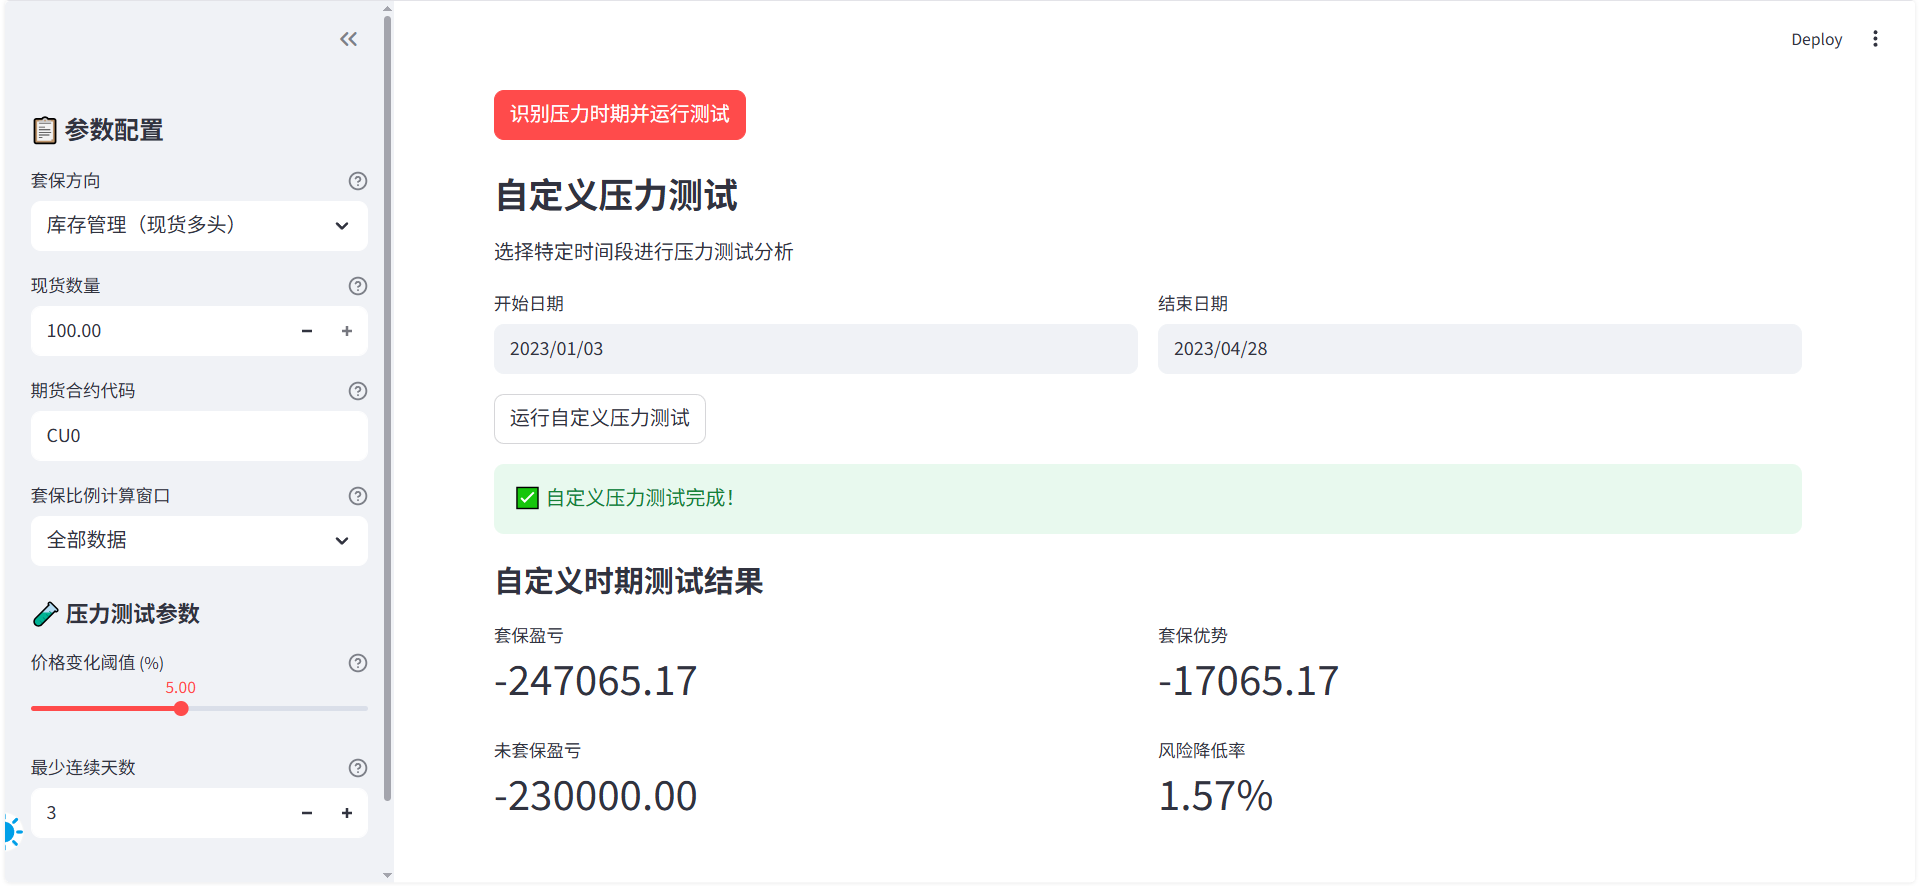 参数配置
套保方向
库存管理（现货多头）
现货数量
100.00
期货合约代码
CU0
套保比例计算窗口
全部数据
压力测试参数
价格变化阈值 (%)
5.00
最少连续天数
3
Deploy
识别压力时期并运行测试
自定义压力测试
选择特定时间段进行压力测试分析
开始日期
结束日期
2023/01/03
2023/04/28
运行自定义压力测试
自定义压力测试完成！
自定义时期测试结果
套保盈亏
套保优势
-247065.17
-17065.17
未套保盈亏
风险降低率
-230000.00
1.57%